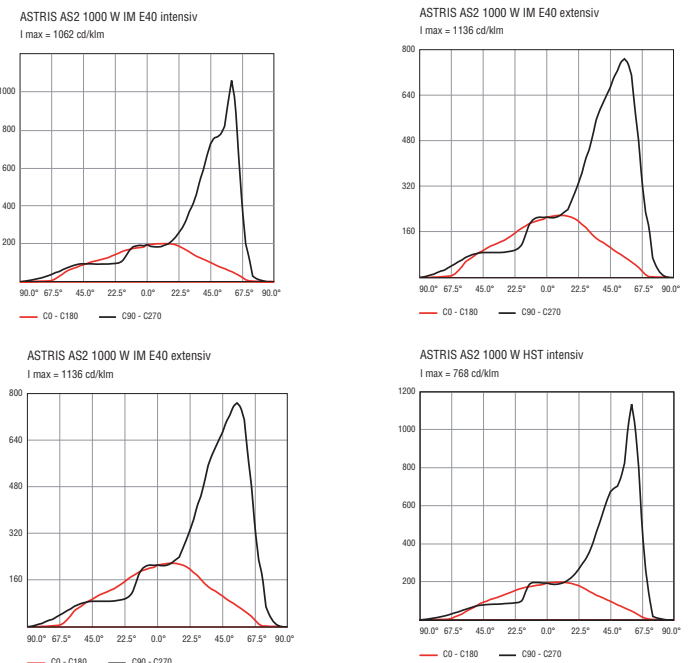 ASTRIS AS2 1000 W IM E40 intensiv
I max = 1062 cd/klm
1000
800
600
400
200
90.0° 67.5° 45.0° 22.5° 0.0° 22.5° 45.0° 67.5° 90.0°
C0 - C180 C90 - C270
ASTRIS AS2 1000 W IM E40 extensiv
I max = 1136 cd/klm
800
640
480
320
160
90.0° 67.5° 45.0° 22.5° 0.0° 22.5° 45.0° 67.5° 90.0°
C0 - C180 C90 - C270
ASTRIS AS2 1000 W IM E40 extensiv
I max = 1136 cd/klm
800
640
480
320
160
90.0° 67.5° 45.0° 22.5° 0.0° 22.5° 45.0° 67.5° 90.0°
C0 - C180 C90 - C270
ASTRIS AS2 1000 W HST intensiv
I max = 768 cd/klm
1200
1000
800
600
400
200
90.0° 67.5° 45.0° 22.5° 0.0° 22.5° 45.0° 67.5° 90.0°
C0 - C180 C90 - C270